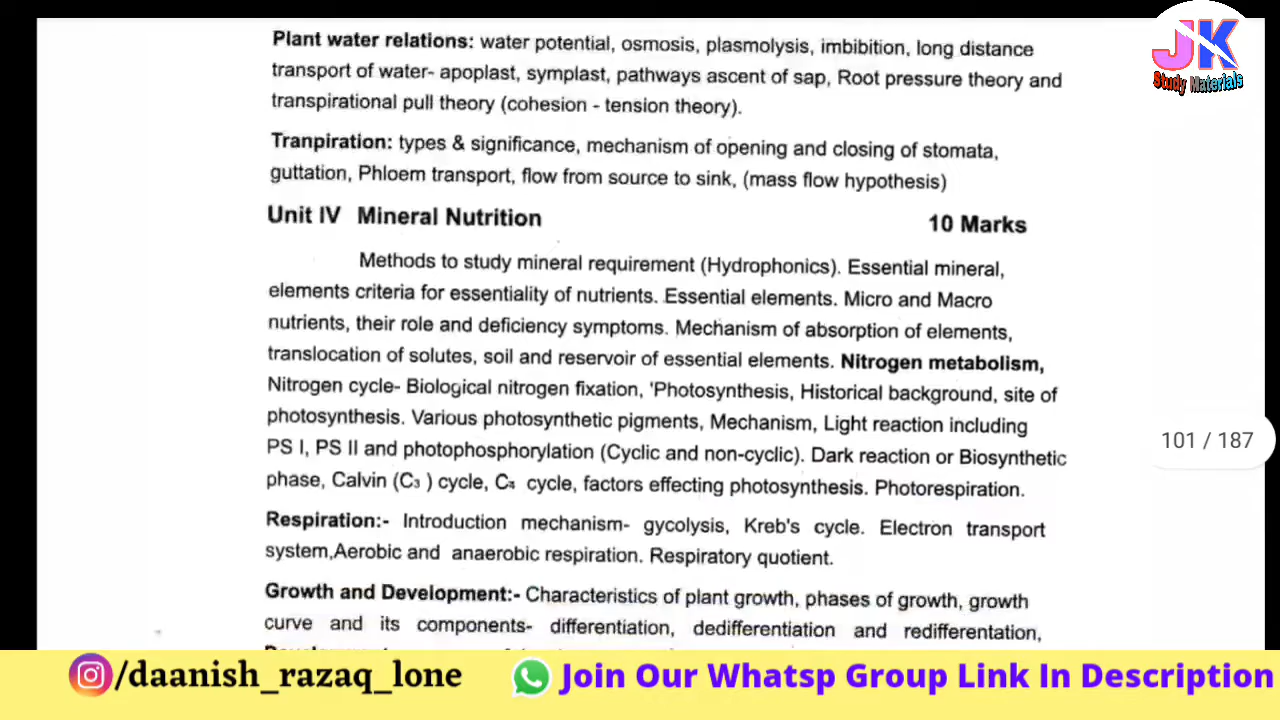 Plant water relations: water potential, osmosis, plasmolysis, imbibition, long distance
transport of water- apoplast, symplast, pathways ascent of sap, Root pressure theory and
transpirational pull theory (cohesion - tension theory).
Tranpiration: types & significance, mechanism of opening and closing of stomata,
guttation, Phloem transport, flow from source to sink, (mass flow hypothesis)
Unit IV Mineral Nutrition 10 Marks
Methods to study mineral requirement (Hydrophonics). Essential mineral,
elements criteria for essentiality of nutrients. Essential elements. Micro and Macro
nutrients, their role and deficiency symptoms. Mechanism of absorption of elements,
translocation of solutes, soil and reservoir of essential elements. Nitrogen metabolism,
Nitrogen cycle- Biological nitrogen fixation, 'Photosynthesis, Historical background, site of
photosynthesis. Various photosynthetic pigments, Mechanism, Light reaction including
PS I, PS II and photophosphorylation (Cyclic and non-cyclic). Dark reaction or Biosynthetic
phase, Calvin (C3 ) cycle, C4 cycle, factors effecting photosynthesis. Photorespiration.
Respiration:- Introduction mechanism- gycolysis, Kreb's cycle. Electron transport
system,Aerobic and anaerobic respiration. Respiratory quotient.
Growth and Development:- Characteristics of plant growth, phases of growth, growth
curve and its components- differentiation, dedifferentiation and redifferentation,
JK
Study Materials
101 / 187
/daanish_razaq_lone
Join Our Whatsp Group Link In Description